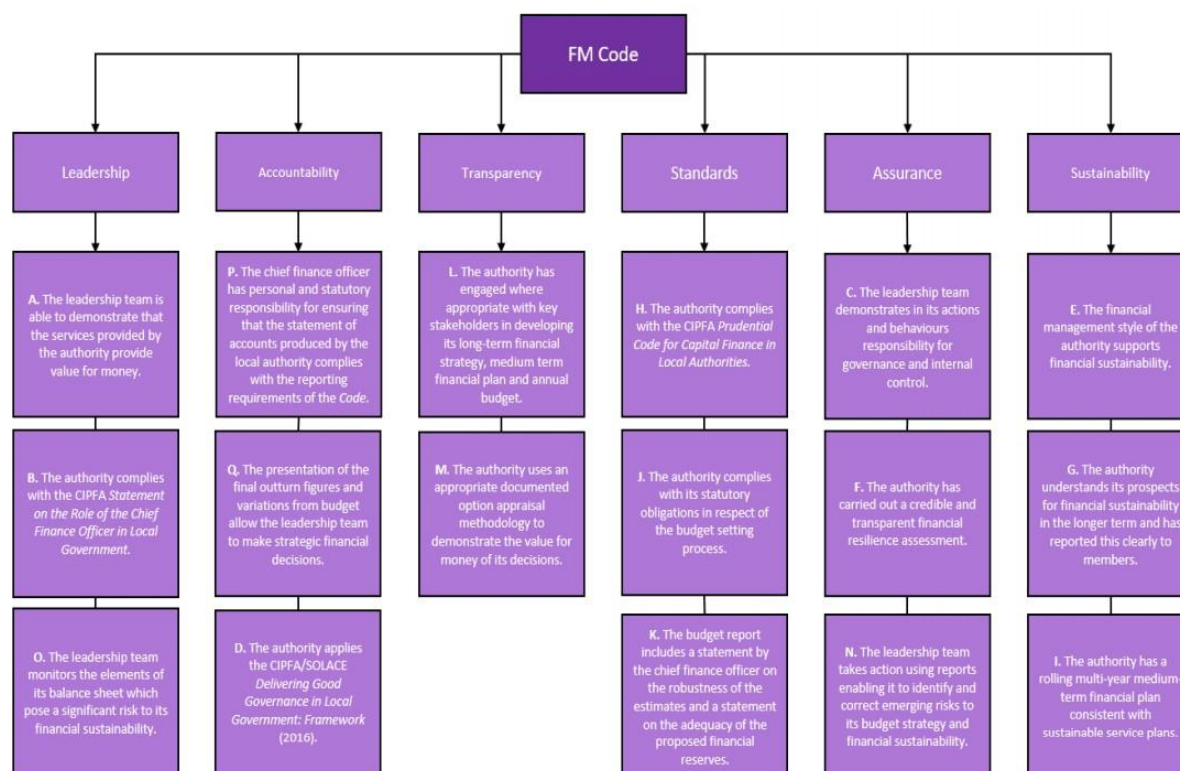 FM Code
Leadership
Accountability
Transparency
Standards
Assurance
Sustainability
A. The leadership team is
able to demonstrate that
the services provided by
the authority provide
value for money.
B. The authority complies
with the CIPFA Statement
on the Role of the Chief
Finance Officer in Local
Government.
O. The leadership team
monitors the elements of
its balance sheet which
pose a significant risk to its
financial sustainability.
P. The chief finance officer
has personal and statutory
responsibility for ensuring
that the statement of
accounts produced by the
local authority complies
with the reporting
requirements of the Code.
Q. The presentation of the
final outturn figures and
variations from budget
allow the leadership team
to make strategic financial
decisions.
D. The authority applies
the CIPFA/SOLACE
Delivering Good
Governance in Local
Government: Framework
(2016).
L. The authority has
engaged where
appropriate with key
stakeholders in developing
its long-term financial
strategy, medium term
financial plan and annual
budget.
M. The authority uses an
appropriate documented
option appraisal
methodology to
demonstrate the value for
money of its decisions.
H. The authority complies
with the CIPFA Prudential
Code for Capital Finance in
Local Authorities.
J. The authority complies
with its statutory
obligations in respect of
the budget setting
process.
K. The budget report
includes a statement by
the chief finance officer on
the robustness of the
estimates and a statement
on the adequacy of the
proposed financial
reserves.
C. The leadership team
demonstrates in its actions
and behaviours
responsibility for
governance and internal
control.
F. The authority has
carried out a credible and
transparent financial
resilience assessment.
N. The leadership team
takes action using reports
enabling it to identify and
correct emerging risks to
its budget strategy and
financial sustainability.
E. The financial
management style of the
authority supports
financial sustainability.
G. The authority
understands its prospects
for financial sustainability
in the longer term and has
reported this clearly to
members.
I. The authority has a
rolling multi-year medium-
term financial plan
consistent with
sustainable service plans.